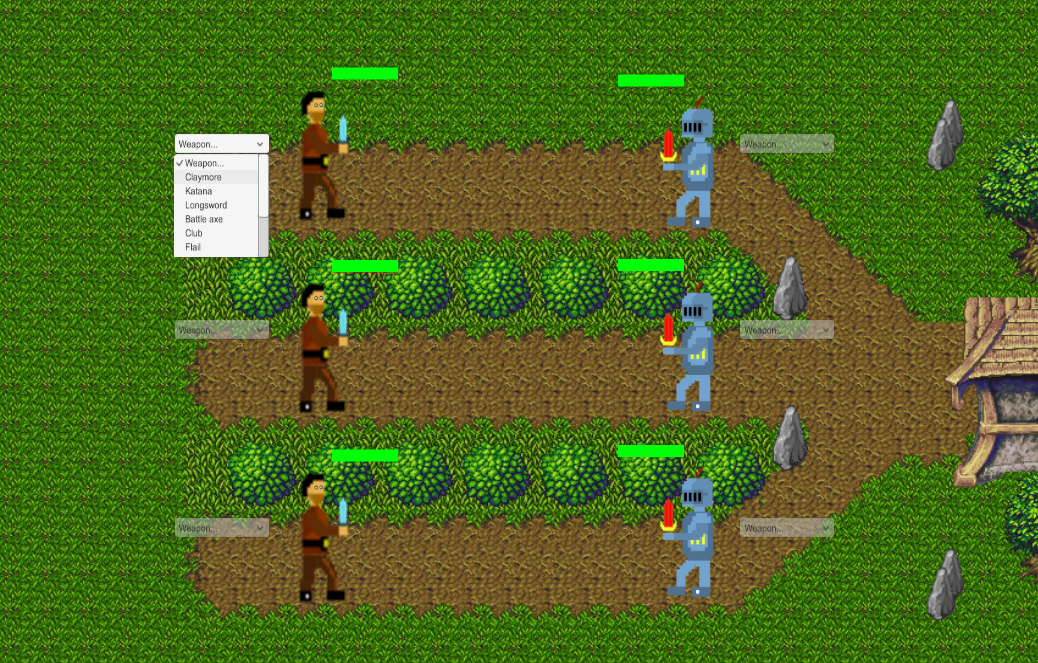 Weapon...
Weapon...
Weapon...
Claymore
Katana
Longsword
Battle axe
Club
Flail
Weapon...
Weapon...
Weapon...
Weapon...